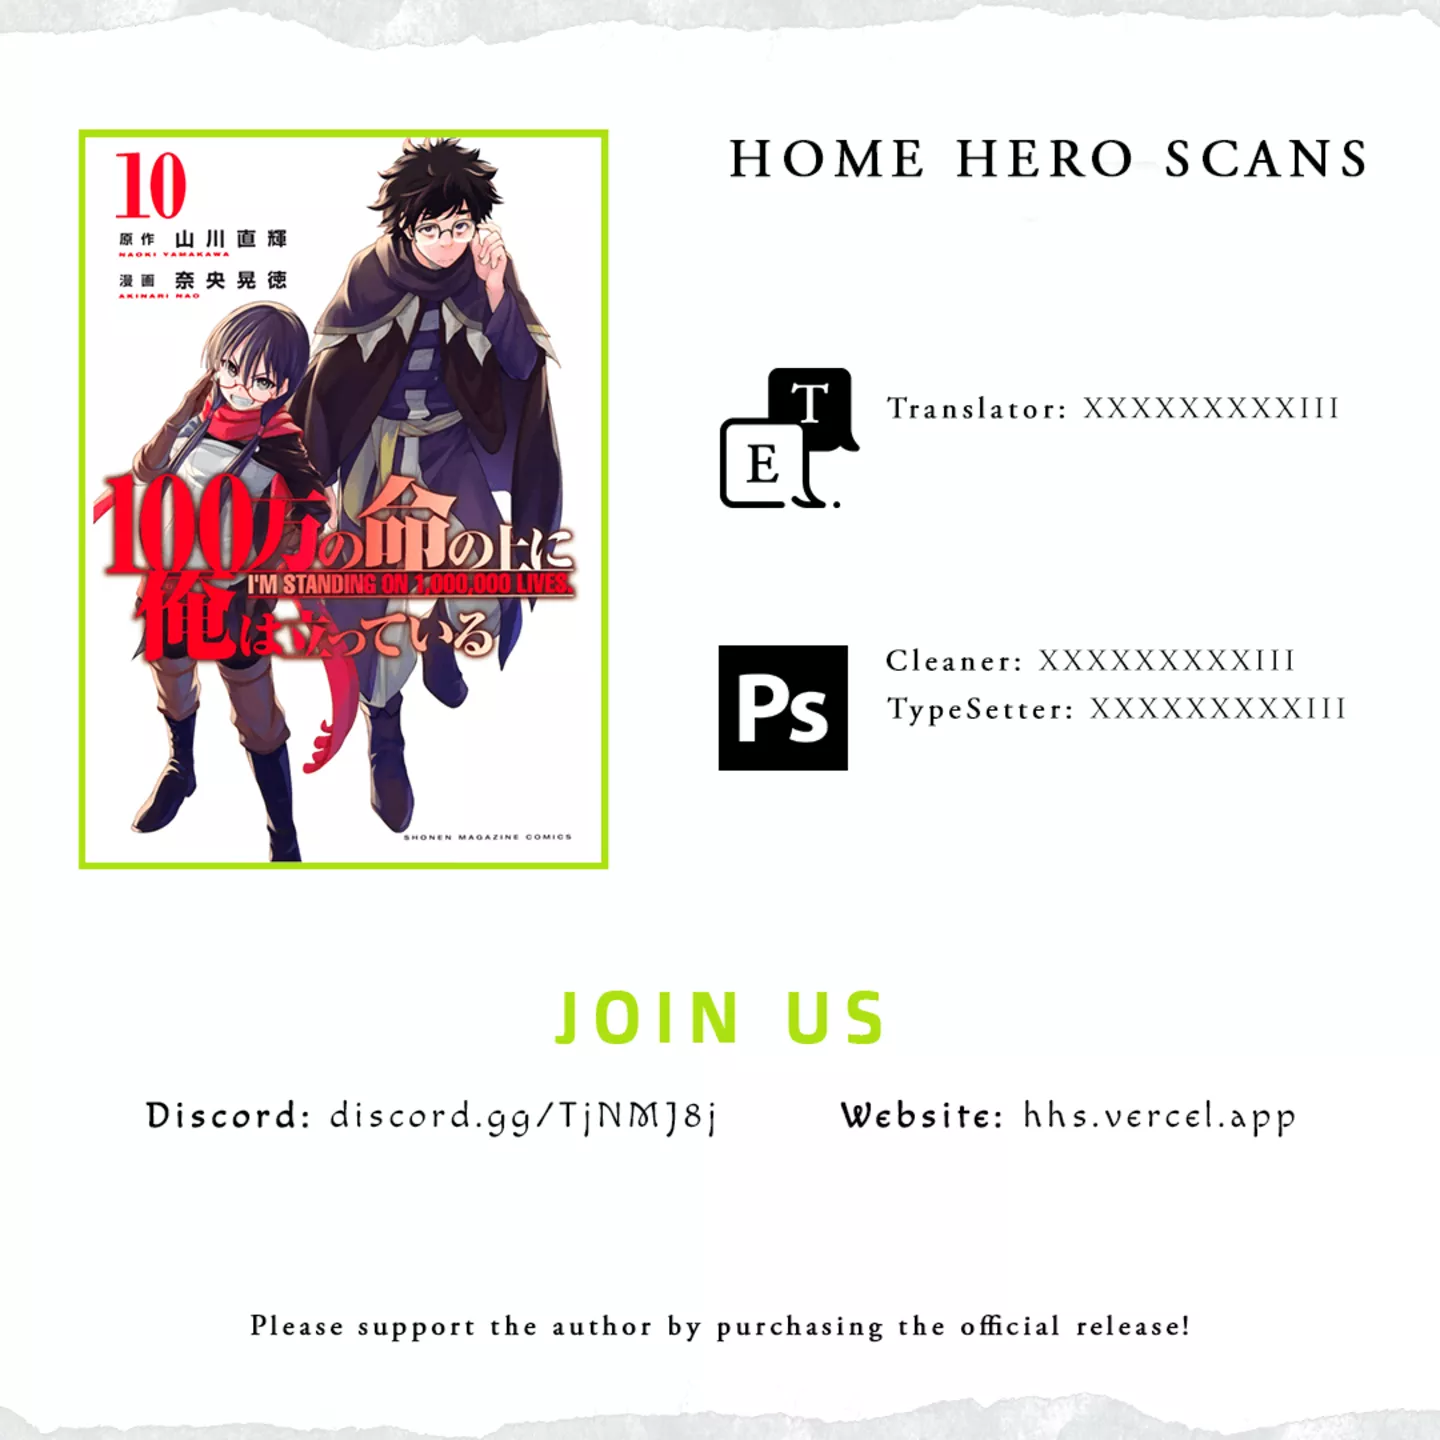 10
原作 山川直輝
NAOKI YAMAKAWA
漫画 奈央晃徳
AKINARI NAO
100万の命の上に
I'M STANDING ON 1,000,000 LIVES.
俺は立っている
SHONEN MAGAZINE COMICS
HOME HERO SCANS
T
E
Translator: XXXXXXXXXIII
Ps
Cleaner: XXXXXXXXXIII
TypeSetter: XXXXXXXXXIII
JOIN US
Discord: discord.gg/TjNMJ8j
Website: hhs.vercel.app
Please support the author by purchasing the official release!